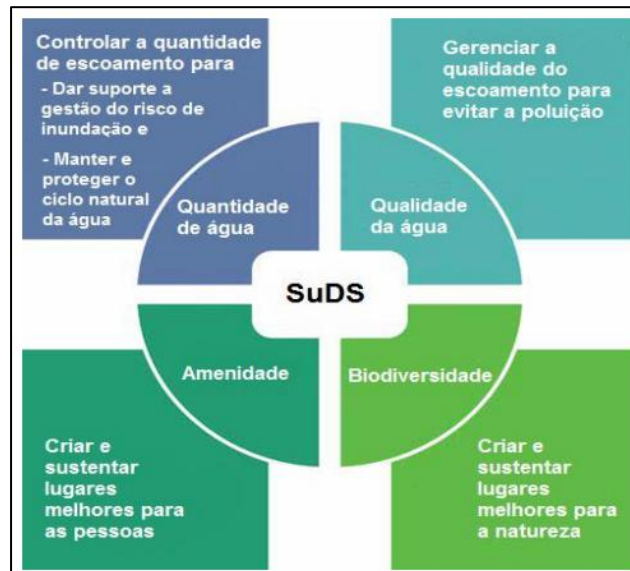 Controlar a quantidade
de escoamento para
- Dar suporte a
gestão do risco de
inundação e
- Manter e
proteger o
ciclo natural
da água
Gerenciar a
qualidade do
escoamento para
evitar a poluição
Quantidade
de água
Qualidade
da água
SuDS
Amenidade
Biodiversidade
Criar e
sustentar
lugares
melhores para
as pessoas
Criar e
sustentar
lugares
melhores para
a natureza